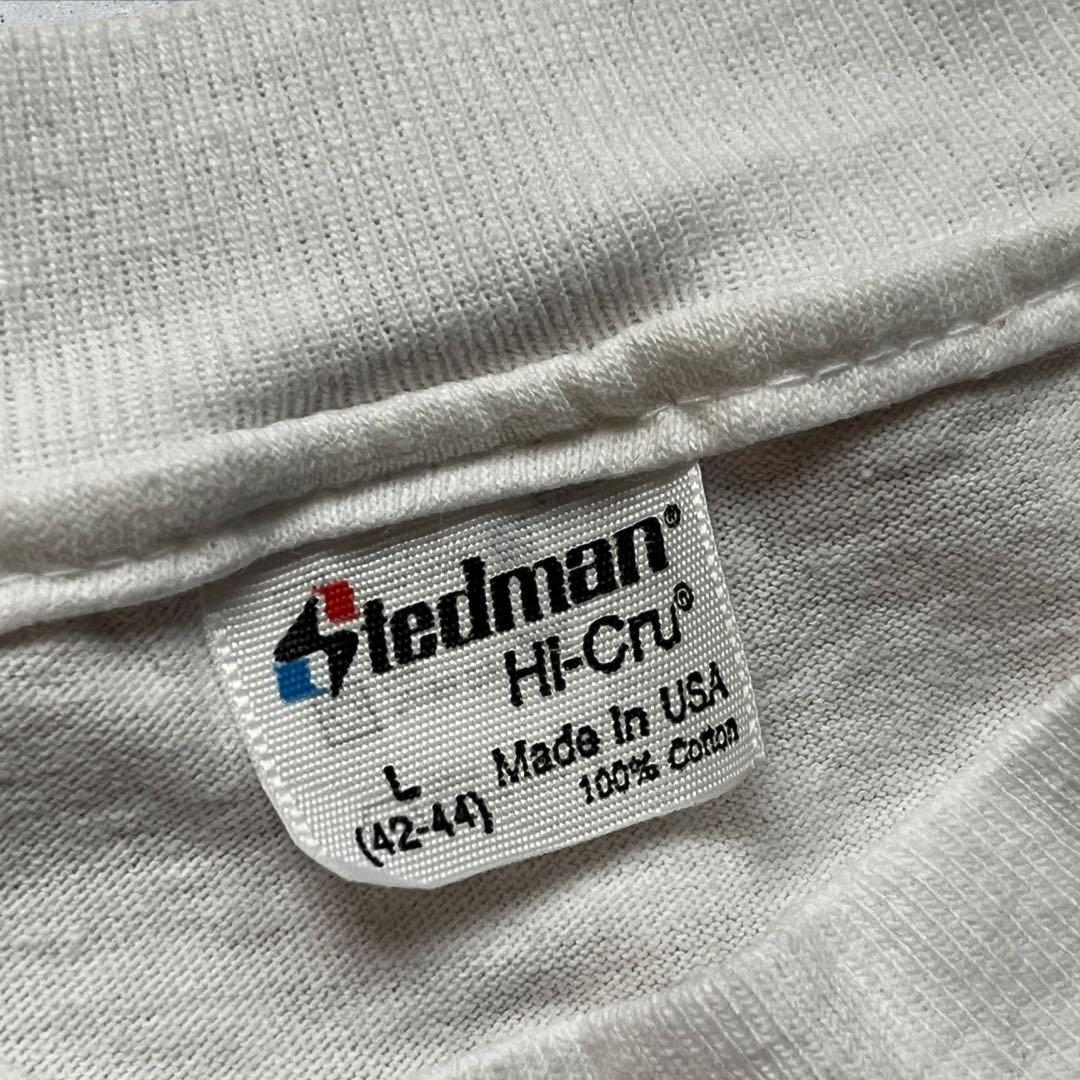 Stedman®
Hi-Cru®
L Made In USA
(42-44) 100% Cotton